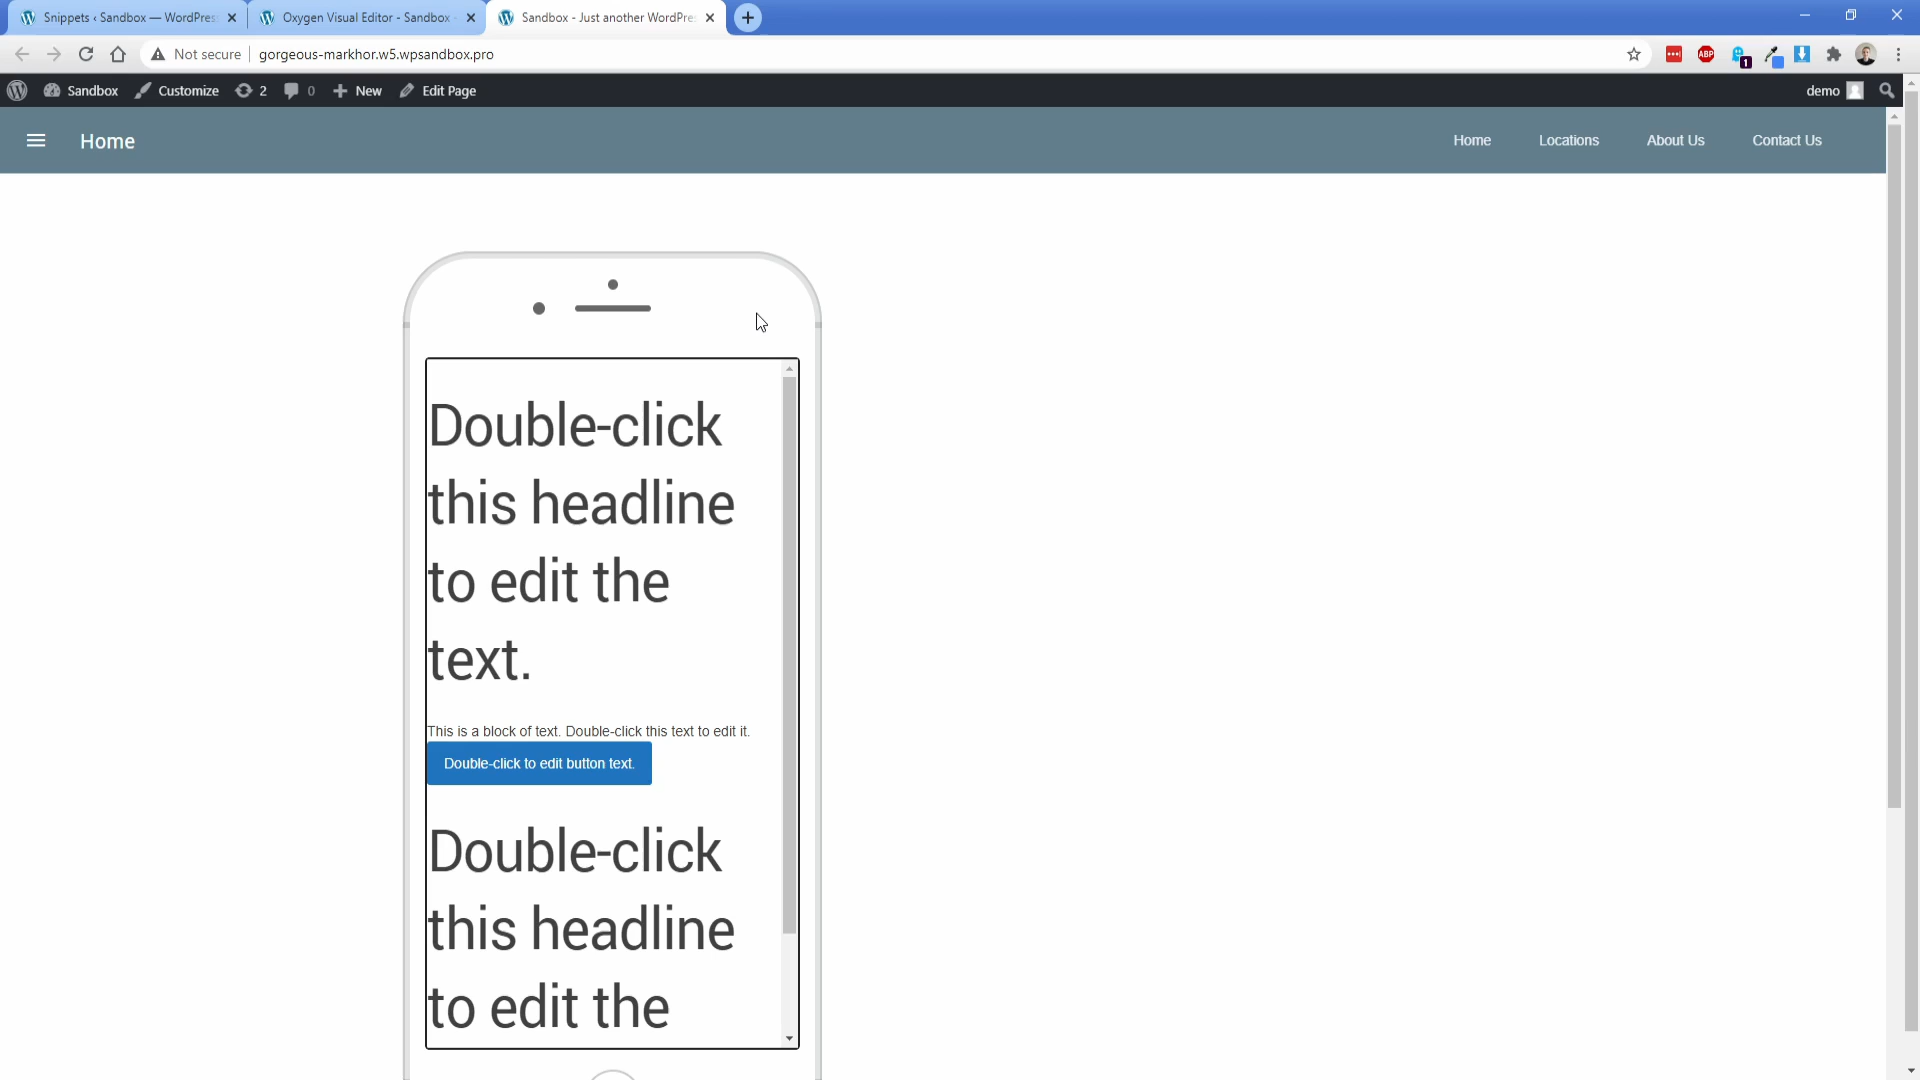 Snippets ‹ Sandbox — WordPres
Oxygen Visual Editor - Sandbox -
Sandbox - Just another WordPres
Not secure
gorgeous-markhor.w5.wpsandbox.pro
ABP
1
Sandbox
Customize
2
0
New
Edit Page
demo
Home
Home
Locations
About Us
Contact Us
Double-click
this headline
to edit the
text.
This is a block of text. Double-click this text to edit it.
Double-click to edit button text.
Double-click
this headline
to edit the